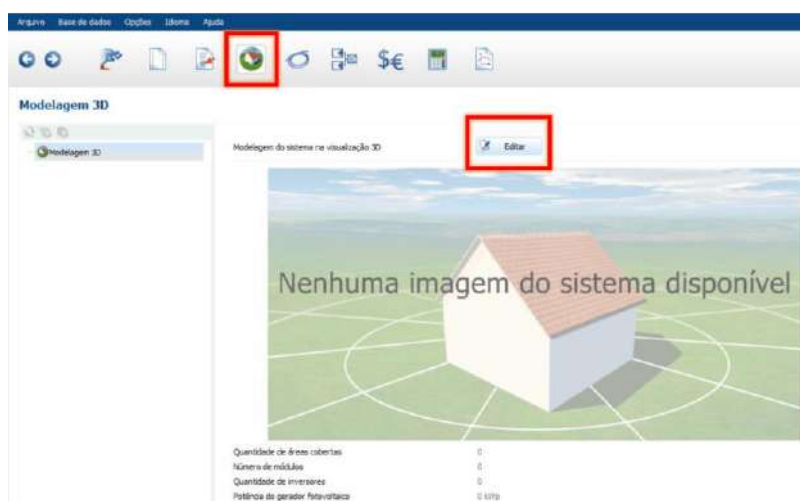 Arquivo Base de dados Opções Idioma Ajuda
$€
Modelagem 3D
Modelagem 3D
Modelagem do sistema na visualização 3D
Editar
Nenhuma imagem do sistema disponível
Quantidade de áreas cobertas 0
Número de módulos 0
Quantidade de inversores 0
Potência do gerador fotovoltaico 0 kWp